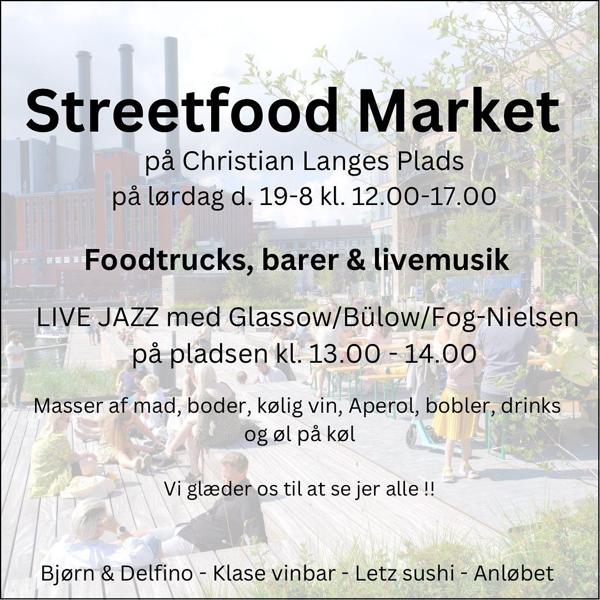 Streetfood Market
på Christian Langes Plads
på lørdag d. 19-8 kl. 12.00-17.00
Foodtrucks, barer & livemusik
LIVE JAZZ med Glassow/Bülow/Fog-Nielsen
på pladsen kl. 13.00 - 14.00
Masser af mad, boder, kølig vin, Aperol, bobler, drinks
og øl på køl
Vi glæder os til at se jer alle !!
Bjørn & Delfino - Klase vinbar - Letz sushi - Anløbet